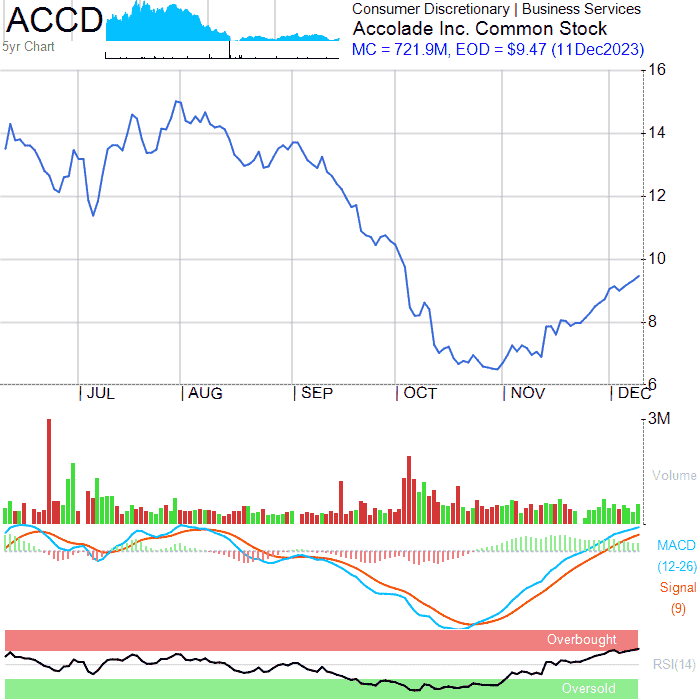 ACCD
5yr Chart
Consumer Discretionary | Business Services
Accolade Inc. Common Stock
MC = 721.9M, EOD = $9.47 (11Dec2023)
16
14
12
10
8
6
JUL AUG SEP OCT NOV DEC
3M
Volume
MACD
(12-26)
Signal
(9)
Overbought
RSI(14)
Oversold